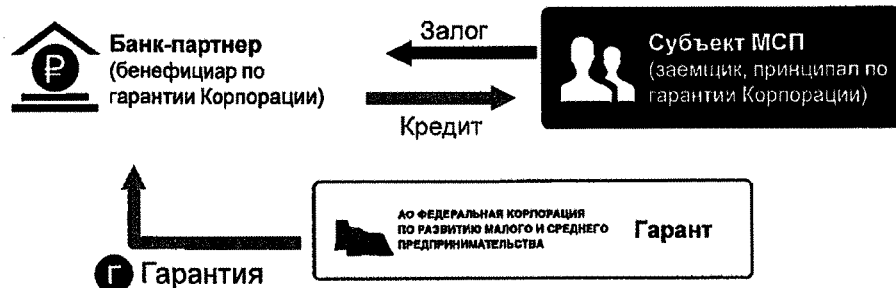 Банк-партнер
(бенефициар по
гарантии Корпорации)
Залог
Кредит
Субъект МСП
(заемщик, принципал по
гарантии Корпорации)
₽
Г Гарантия
АО ФЕДЕРАЛЬНАЯ КОРПОРАЦИЯ
ПО РАЗВИТИЮ МАЛОГО И СРЕДНЕГО
ПРЕДПРИНИМАТЕЛЬСТВА
Гарант